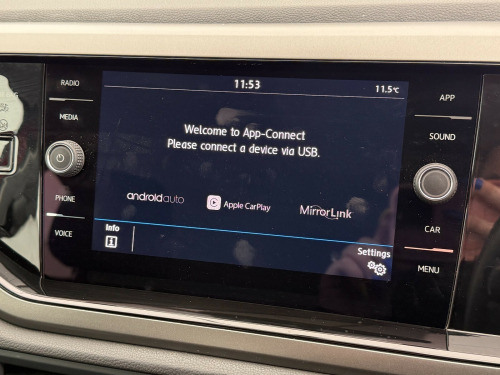 RADIO
MEDIA
PHONE
VOICE
11:53
11.5°C
Welcome to App-Connect
Please connect a device via USB.
androidauto
Apple CarPlay
MirrorLink
Info
Settings
APP
SOUND
CAR
MENU